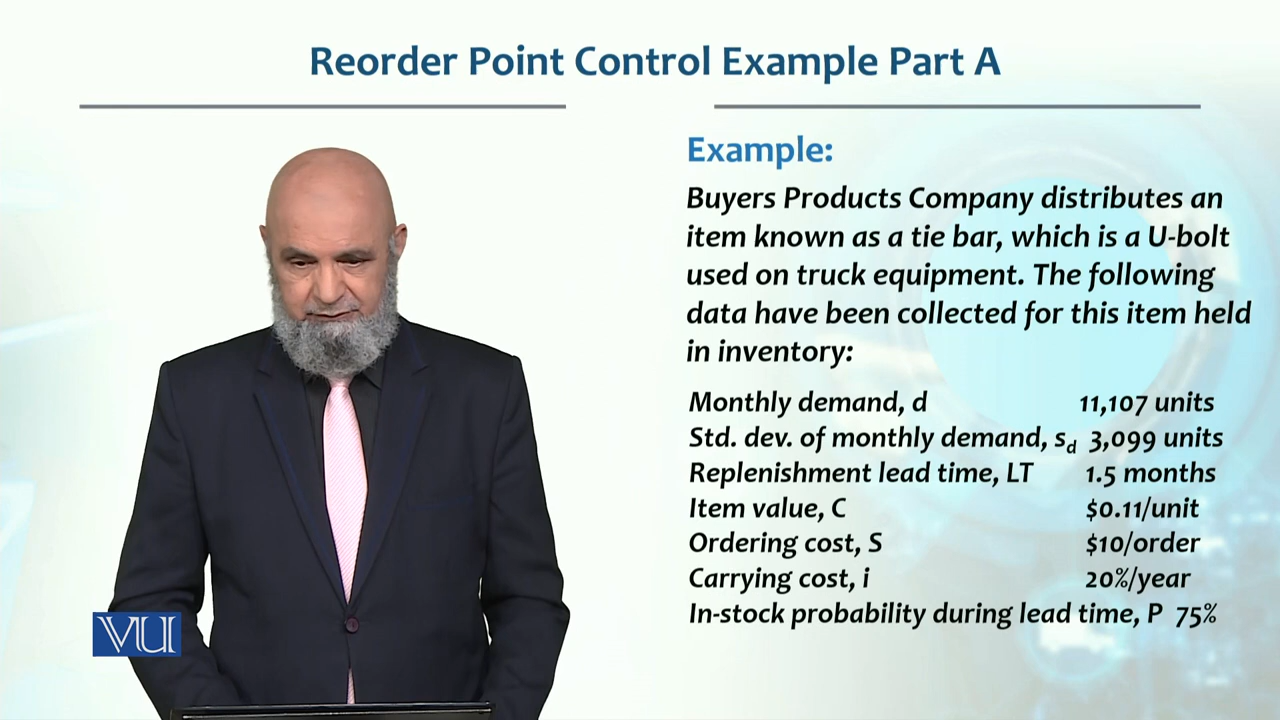 Reorder Point Control Example Part A
Example:
Buyers Products Company distributes an
item known as a tie bar, which is a U-bolt
used on truck equipment. The following
data have been collected for this item held
in inventory:
Monthly demand, d 11,107 units
Std. dev. of monthly demand, sd 3,099 units
Replenishment lead time, LT 1.5 months
Item value, C $0.11/unit
Ordering cost, S $10/order
Carrying cost, i 20%/year
In-stock probability during lead time, P 75%
VU